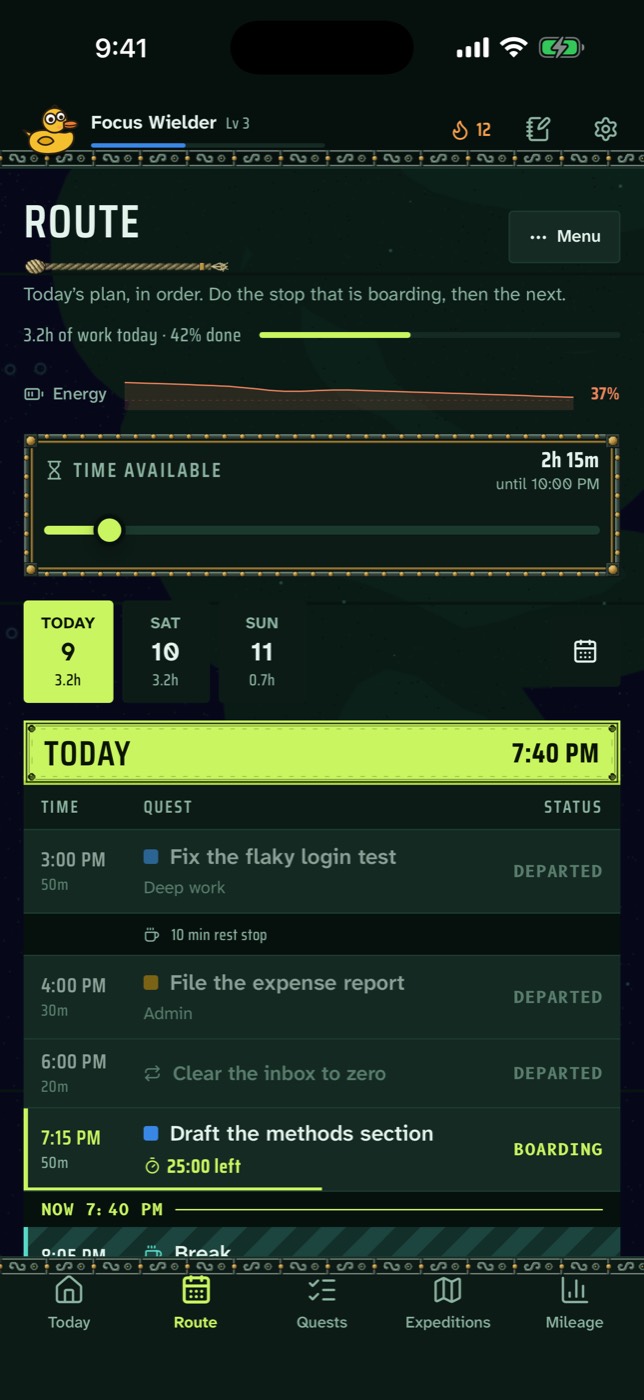 9:41
Focus Wielder Lv 3
12
ROUTE
Menu
Today's plan, in order. Do the stop that is boarding, then the next.
3.2h of work today · 42% done
Energy 37%
TIME AVAILABLE 2h 15m
until 10:00 PM
TODAY
9
3.2h
SAT
10
3.2h
SUN
11
0.7h
TODAY 7:40 PM
TIME QUEST STATUS
3:00 PM Fix the flaky login test DEPARTED
50m Deep work
10 min rest stop
4:00 PM File the expense report DEPARTED
30m Admin
6:00 PM Clear the inbox to zero DEPARTED
20m
7:15 PM Draft the methods section BOARDING
50m 25:00 left
NOW 7:40 PM
8:05 PM Break
Today Route Quests Expeditions Mileage